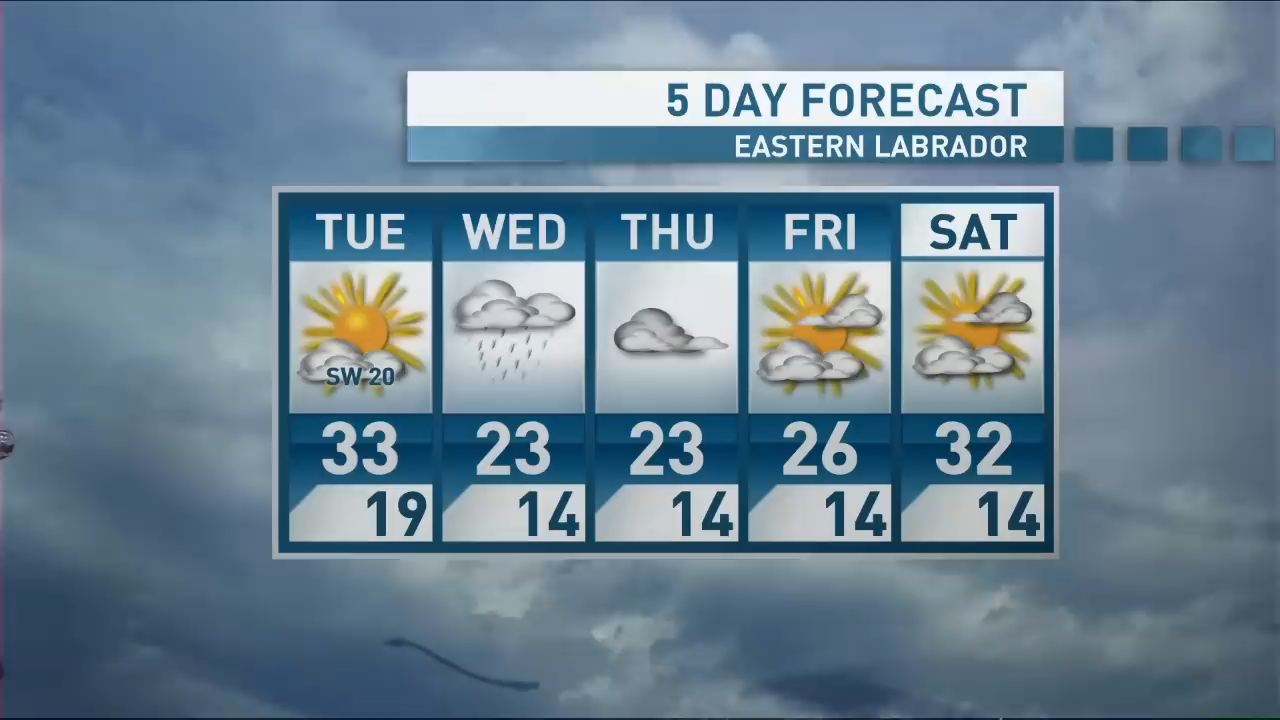 5 DAY FORECAST
EASTERN LABRADOR
TUE WED THU FRI SAT
SW 20
33 23 23 26 32
19 14 14 14 14